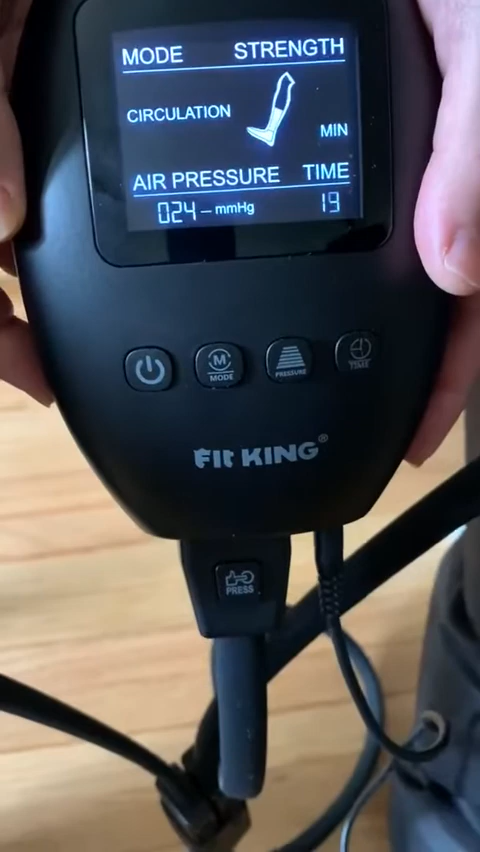 MODE STRENGTH
CIRCULATION
MIN
AIR PRESSURE TIME
024 – mmHg 19
M
MODE
PRESSURE
TIME
Fit KING®
PRESS